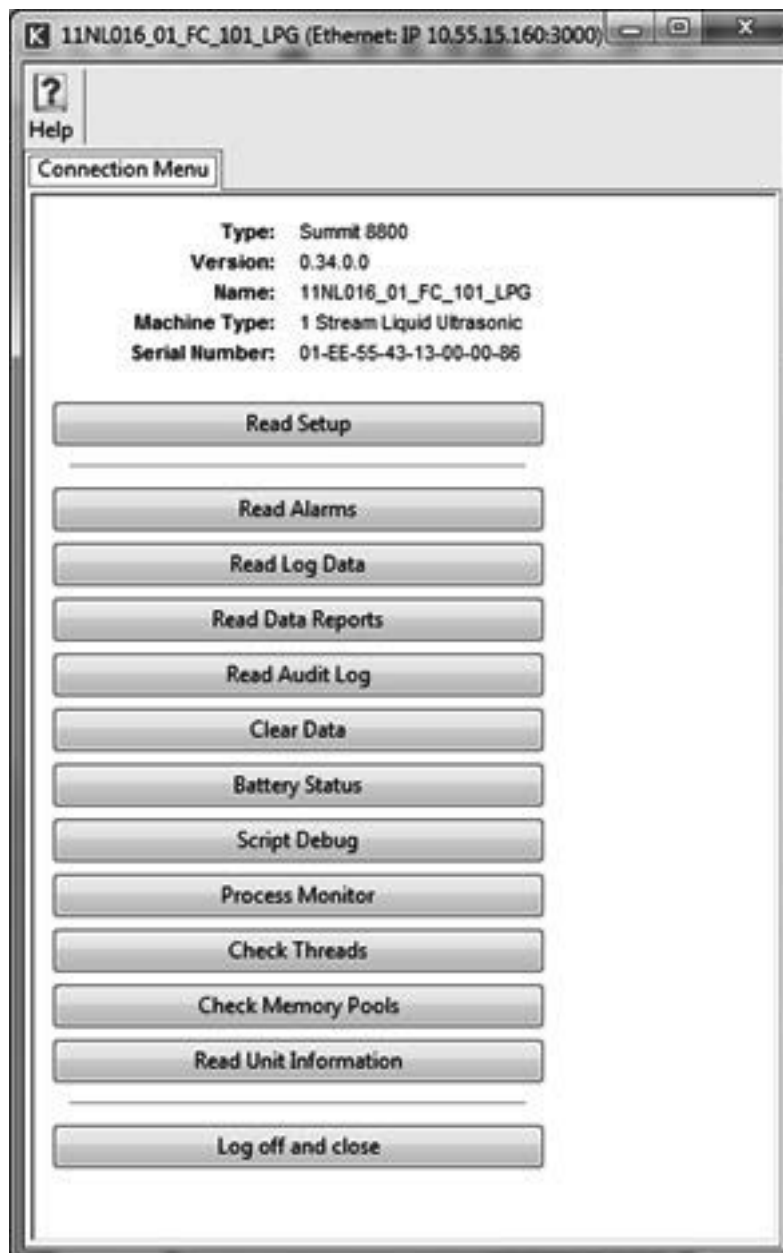 K 11NL016_01_FC_101_LPG (Ethernet: IP 10.55.15.160:3000)
?
Help
Connection Menu
Type: Summit 8800
Version: 0.34.0.0
Name: 11NL016_01_FC_101_LPG
Machine Type: 1 Stream Liquid Ultrasonic
Serial Number: 01-EE-55-43-13-00-00-86
Read Setup
Read Alarms
Read Log Data
Read Data Reports
Read Audit Log
Clear Data
Battery Status
Script Debug
Process Monitor
Check Threads
Check Memory Pools
Read Unit Information
Log off and close